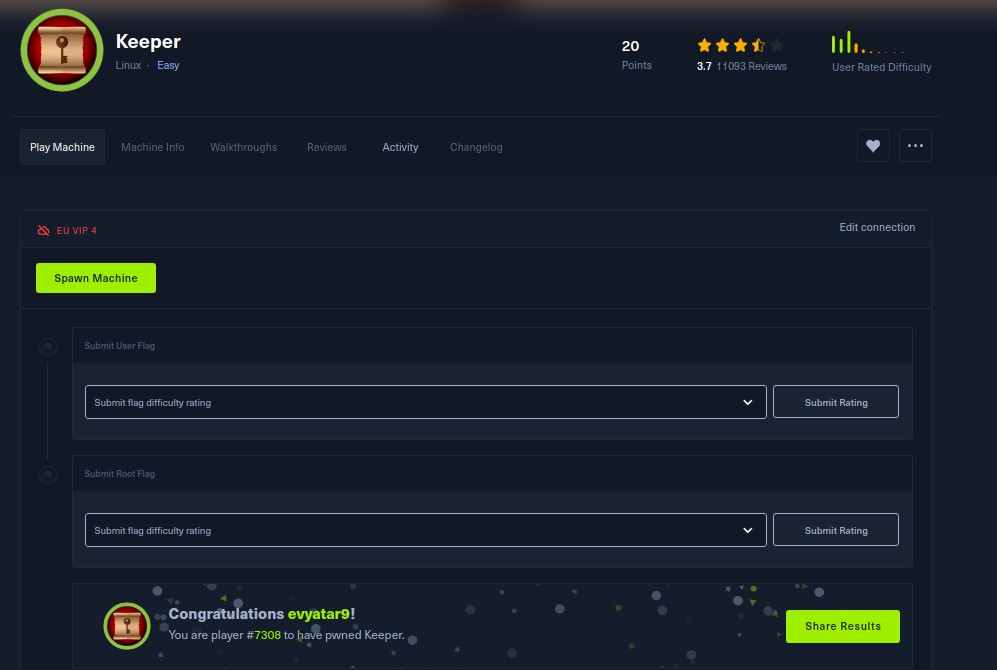 Keeper
Linux · Easy
20
Points
3.7 11093 Reviews
User Rated Difficulty
Play Machine
Machine Info
Walkthroughs
Reviews
Activity
Changelog
EU VIP 4
Edit connection
Spawn Machine
Submit User Flag
Submit flag difficulty rating
Submit Rating
Submit Root Flag
Submit flag difficulty rating
Submit Rating
Congratulations evyatar9!
You are player #7308 to have pwned Keeper.
Share Results